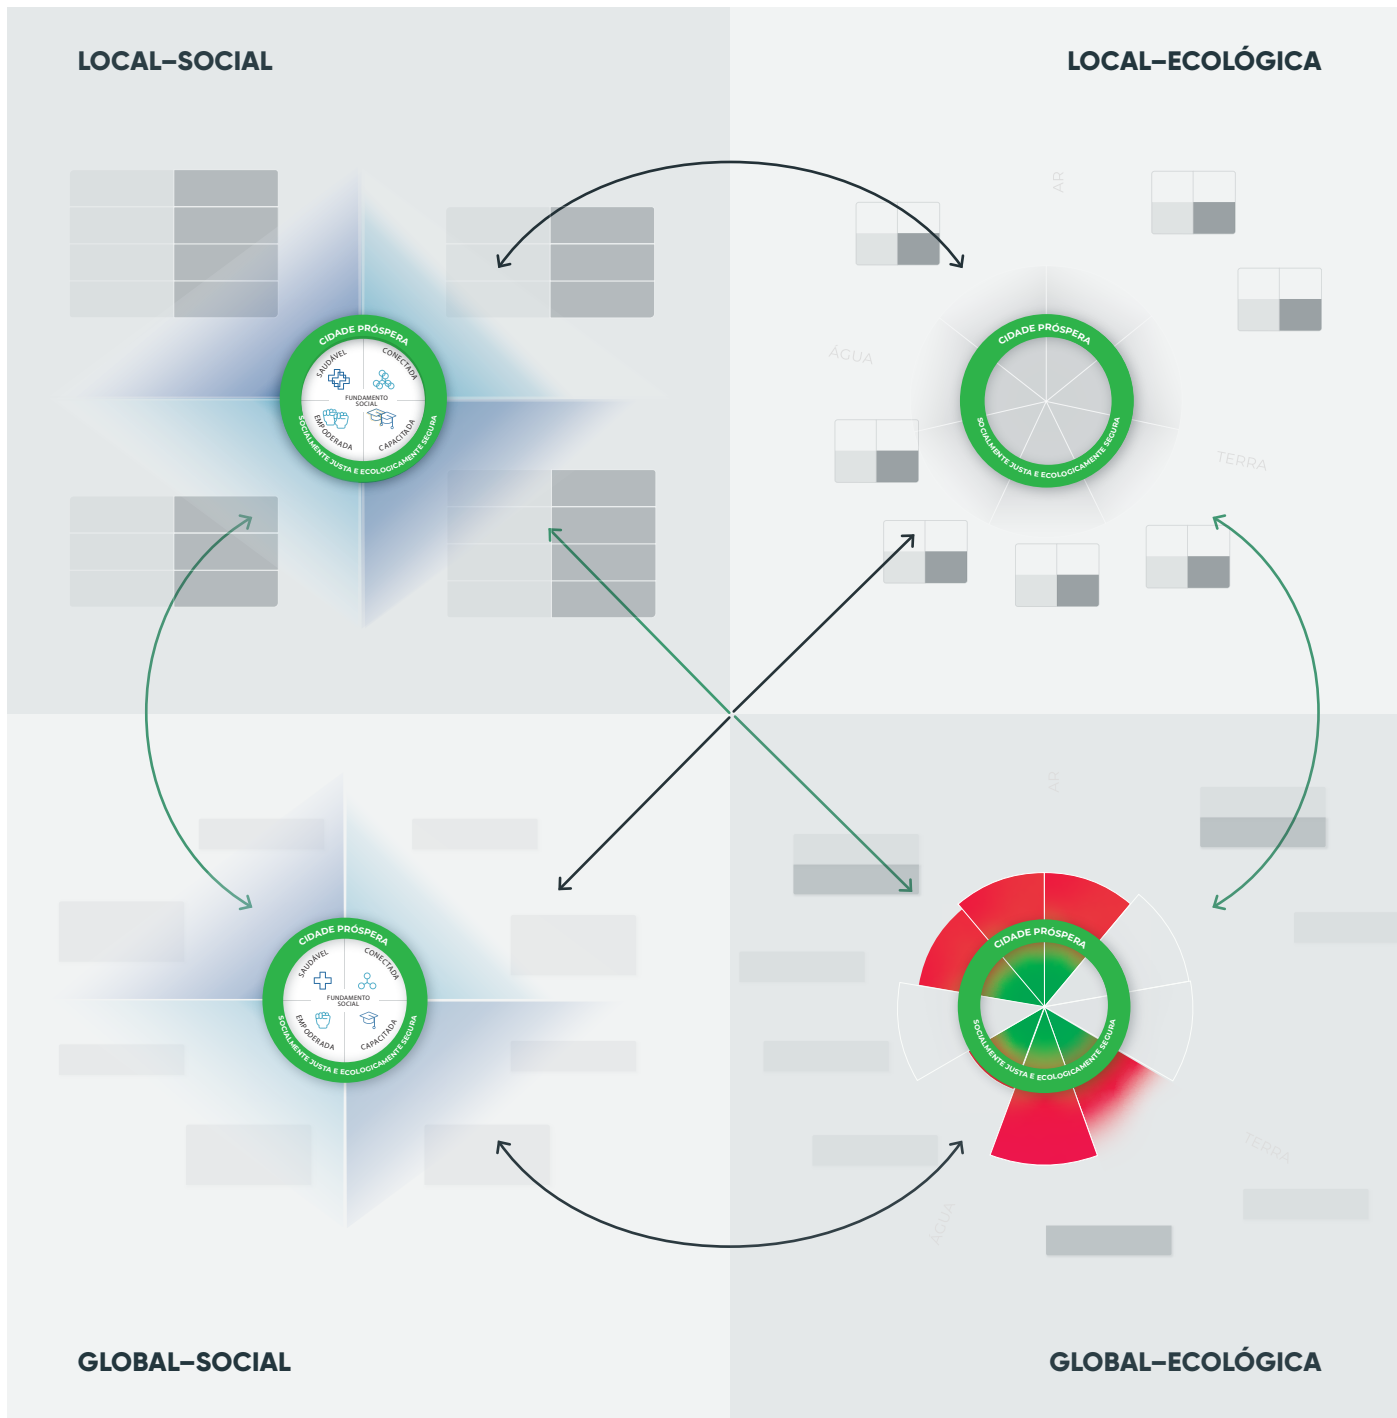 LOCAL–SOCIAL
LOCAL–ECOLÓGICA
CIDADE PRÓSPERA
SAUDÁVEL
CONECTADA
FUNDAMENTO
SOCIAL
EMPODERADA
CAPACITADA
SOCIALMENTE JUSTA E ECOLOGICAMENTE SEGURA
AR
ÁGUA
CIDADE PRÓSPERA
SOCIALMENTE JUSTA E ECOLOGICAMENTE SEGURA
TERRA
CIDADE PRÓSPERA
SAUDÁVEL
CONECTADA
FUNDAMENTO
SOCIAL
EMPODERADA
CAPACITADA
SOCIALMENTE JUSTA E ECOLOGICAMENTE SEGURA
AR
CIDADE PRÓSPERA
SOCIALMENTE JUSTA E ECOLOGICAMENTE SEGURA
TERRA
ÁGUA
GLOBAL–SOCIAL
GLOBAL–ECOLÓGICA